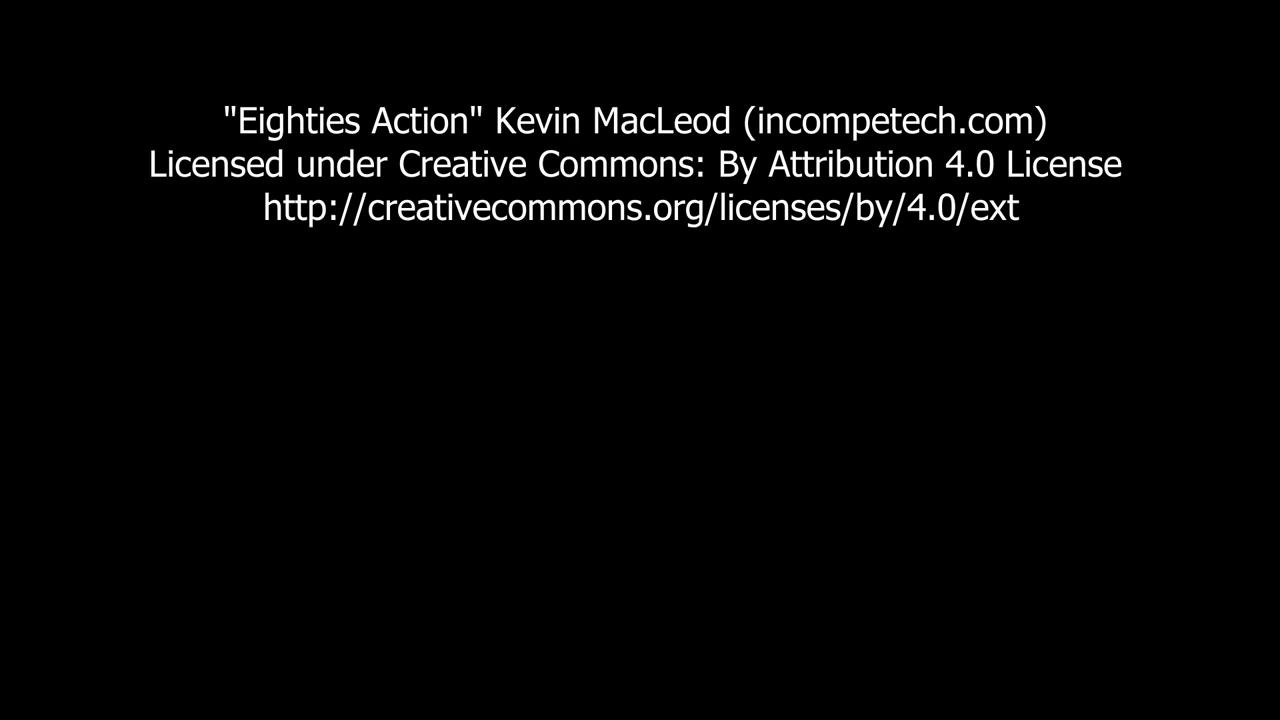 "Eighties Action" Kevin MacLeod (incompetech.com)
Licensed under Creative Commons: By Attribution 4.0 License
http://creativecommons.org/licenses/by/4.0/ext